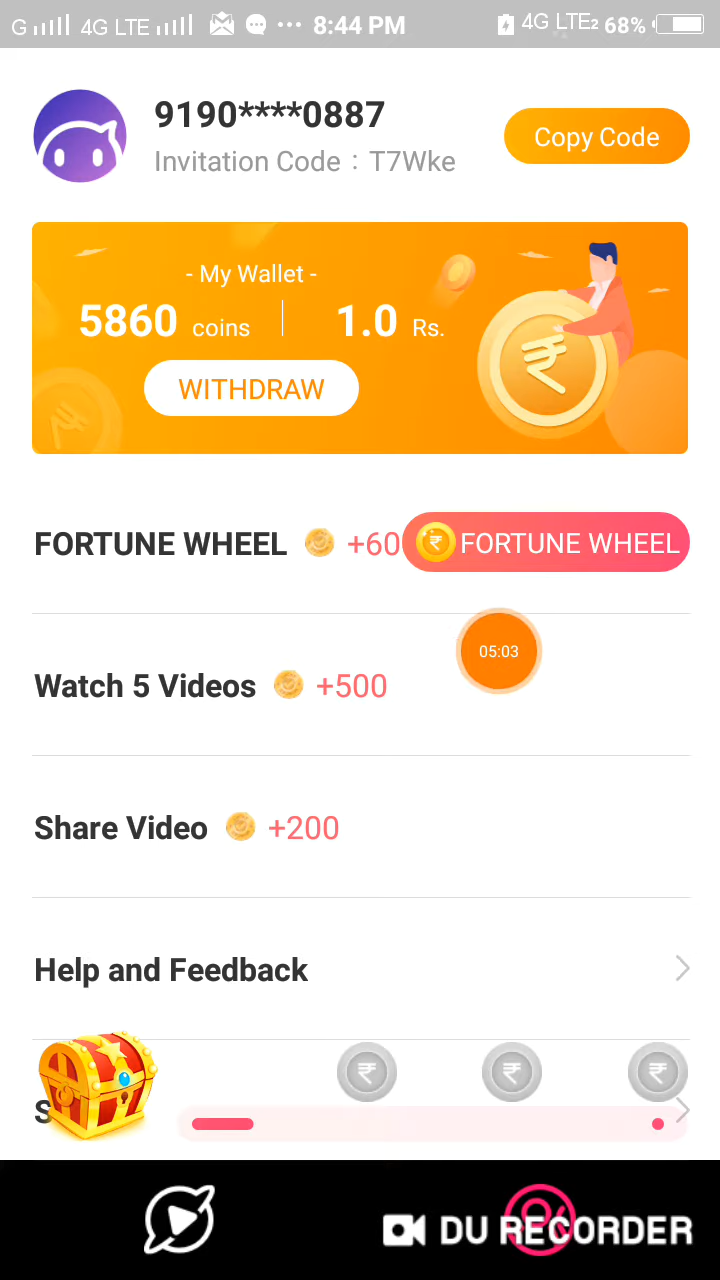 G 4G LTE 8:44 PM 4G LTE2 68%
9190****0887
Invitation Code : T7Wke
Copy Code
- My Wallet -
5860 coins 1.0 Rs.
WITHDRAW
FORTUNE WHEEL +60 FORTUNE WHEEL
05:03
Watch 5 Videos +500
Share Video +200
Help and Feedback
S
DU RECORDER